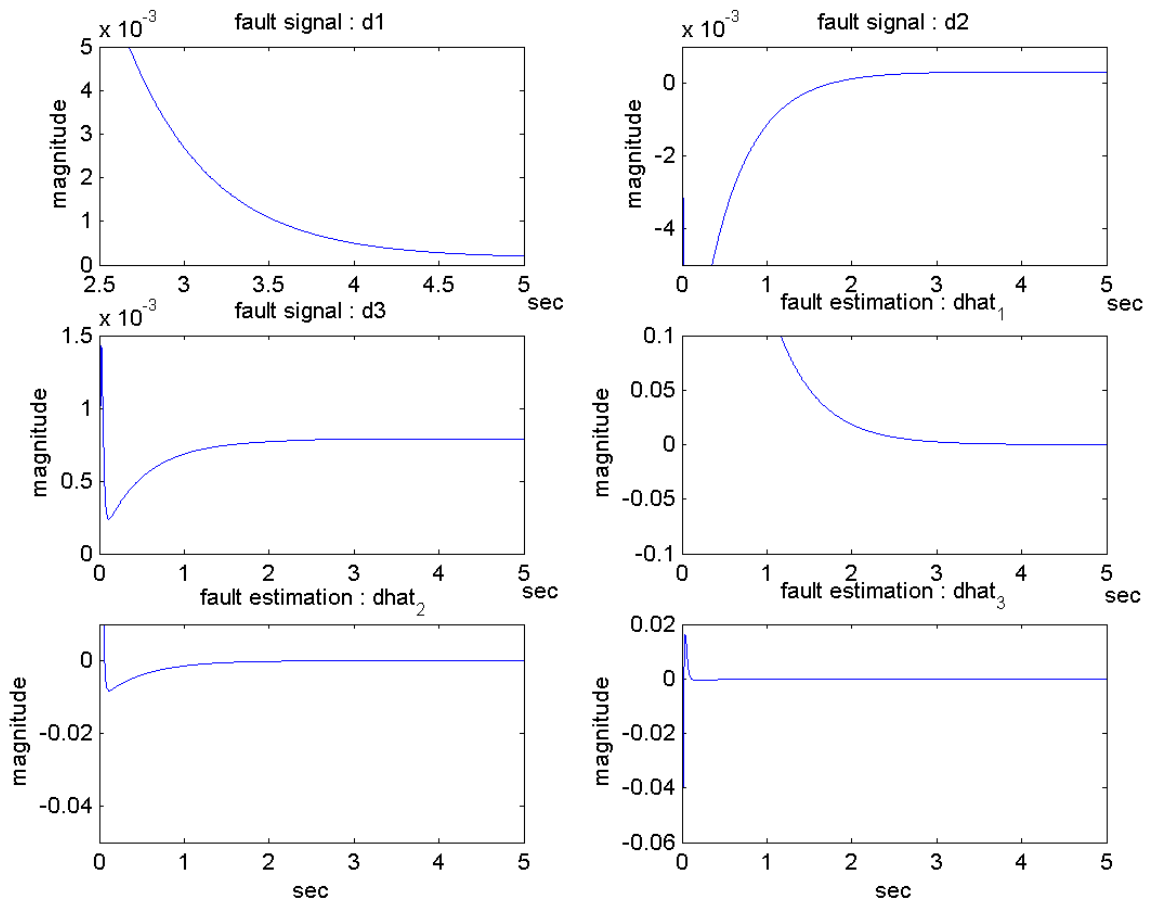 fault signal : d1
x 10^-3
magnitude
5
4
3
2
1
0
2.5 3 3.5 4 4.5 5
sec
fault signal : d2
x 10^-3
magnitude
0
-2
-4
0 1 2 3 4 5
sec
fault signal : d3
x 10^-3
magnitude
1.5
1
0.5
0
0 1 2 3 4 5
fault estimation : dhat_1
magnitude
0.1
0.05
0
-0.05
-0.1
0 1 2 3 4 5
sec
fault estimation : dhat_2
magnitude
0
-0.02
-0.04
0 1 2 3 4 5
sec
fault estimation : dhat_3
magnitude
0.02
0
-0.02
-0.04
-0.06
0 1 2 3 4 5
sec